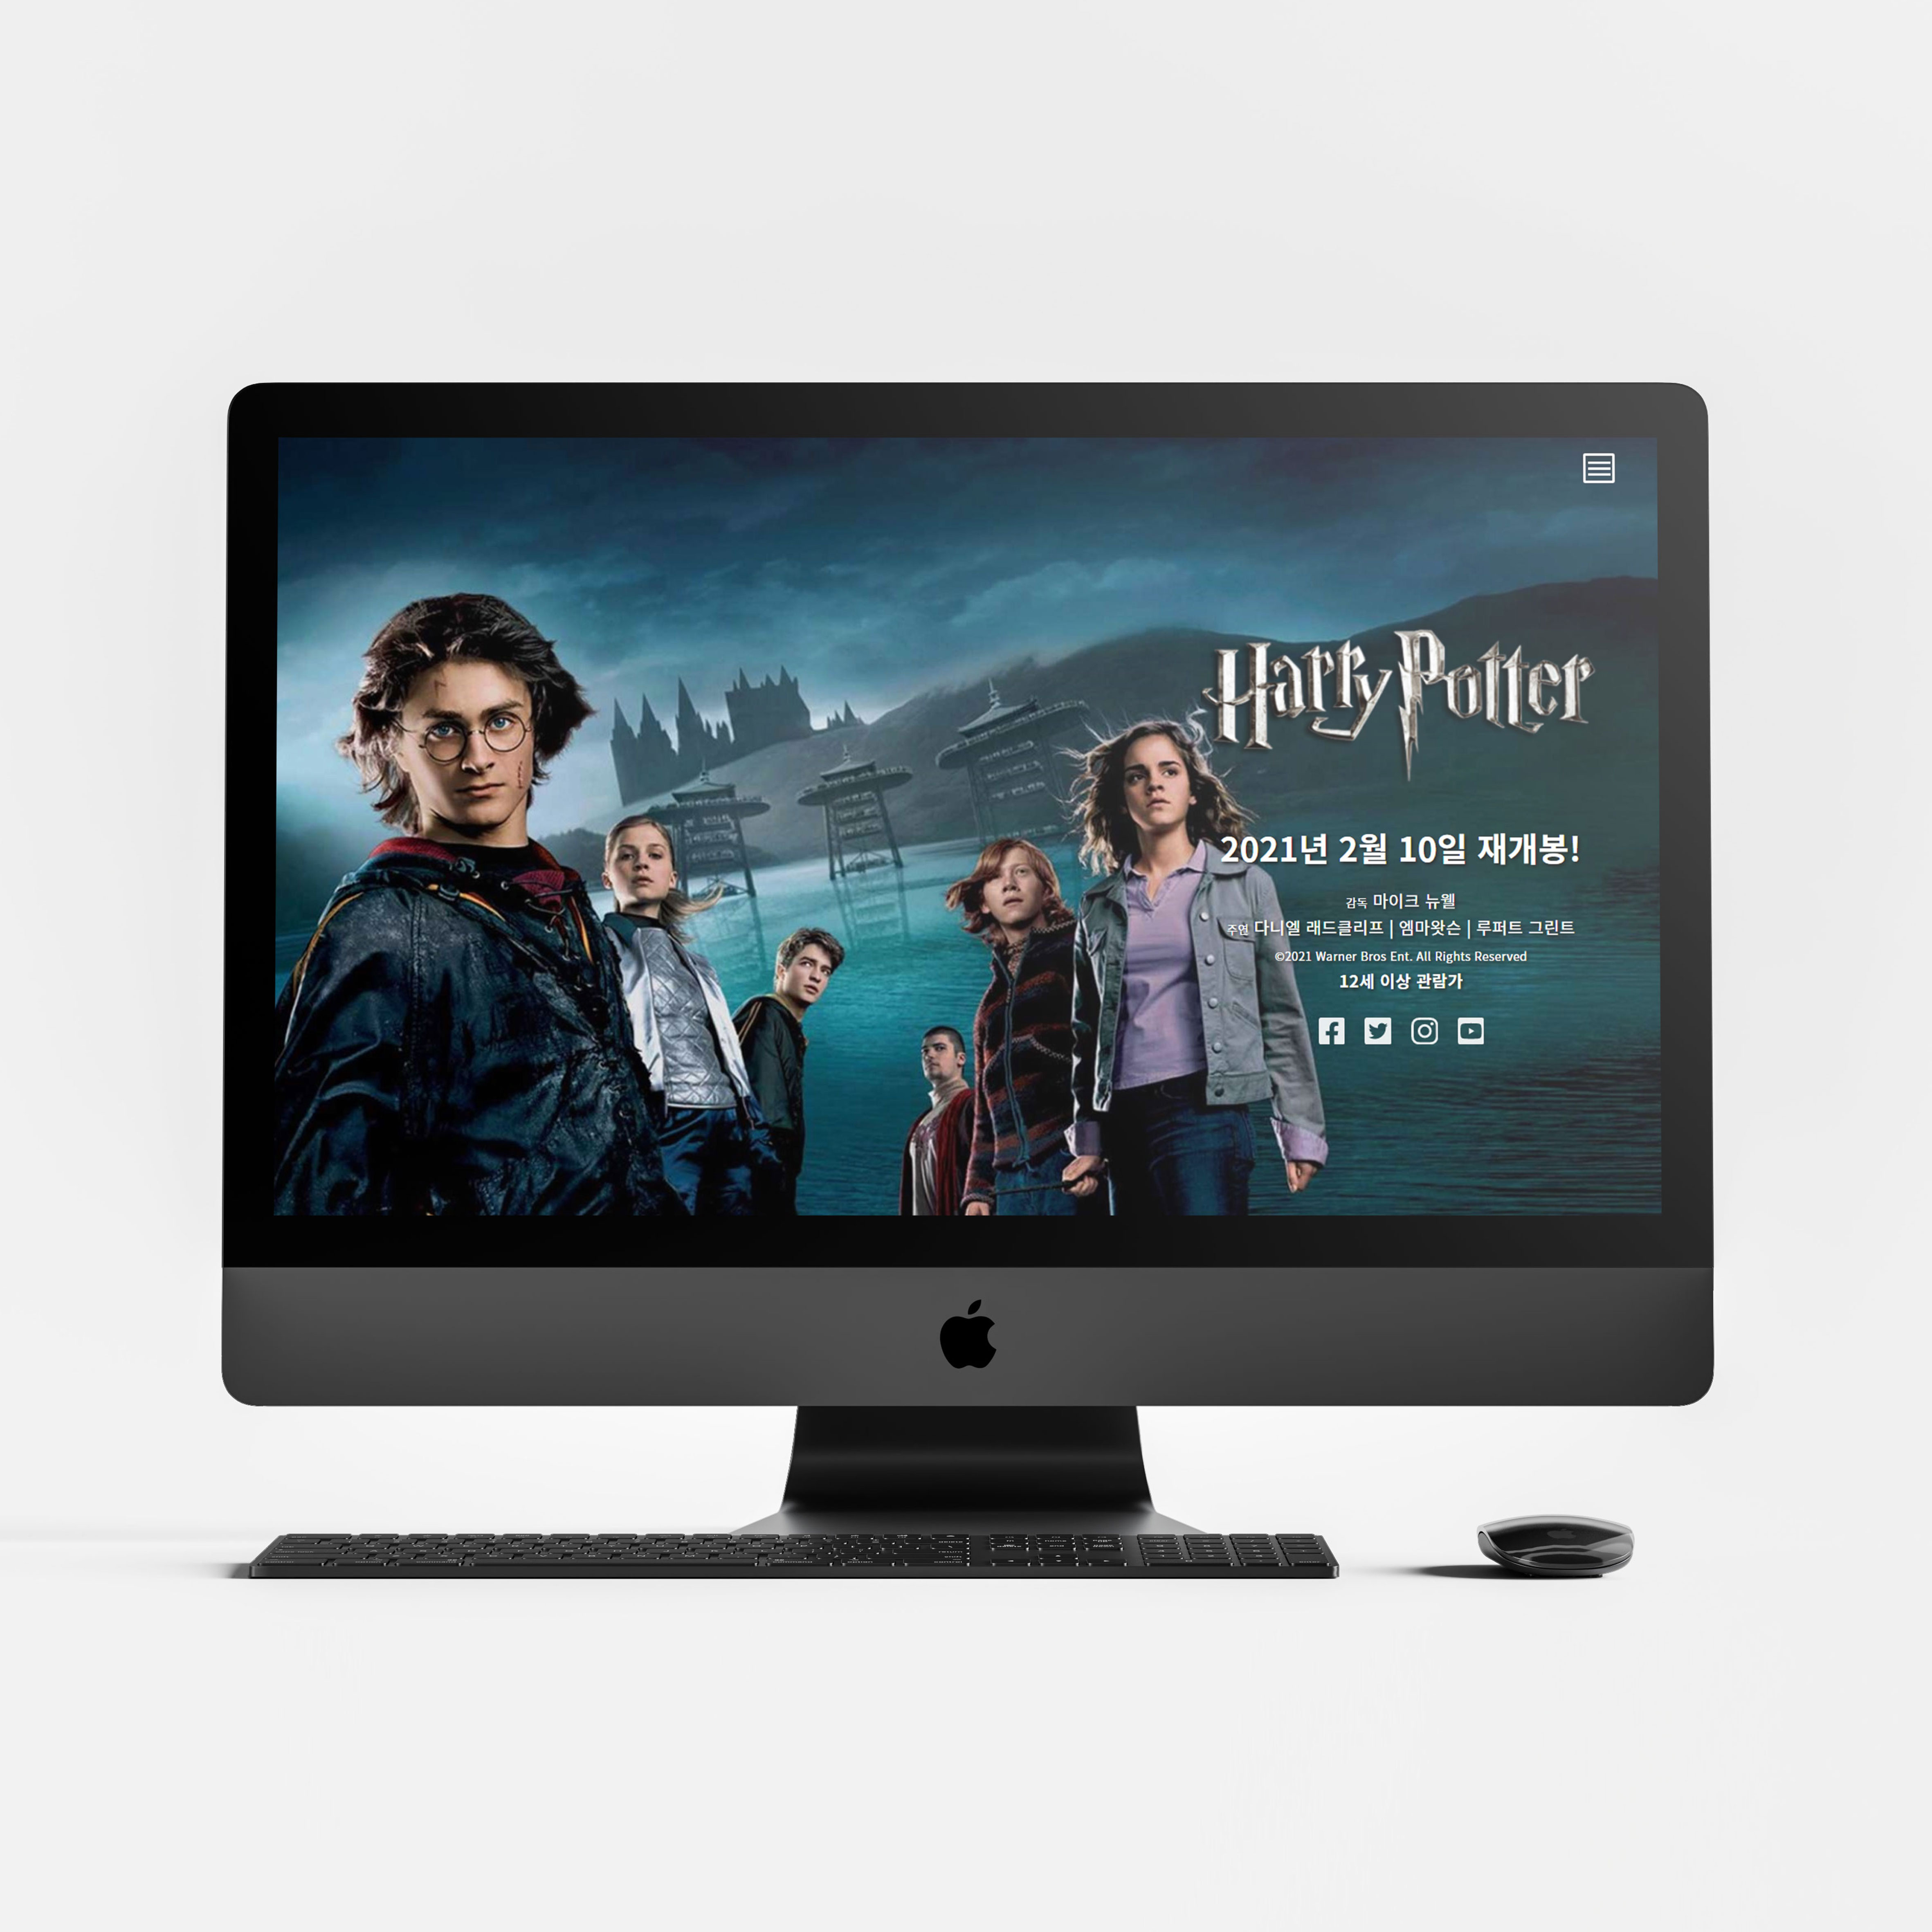 Harry Potter
2021년 2월 10일 재개봉!
감독 마이크 뉴웰
주연 다니엘 래드클리프 | 엠마왓슨 | 루퍼트 그린트
©2021 Warner Bros Ent. All Rights Reserved
12세 이상 관람가